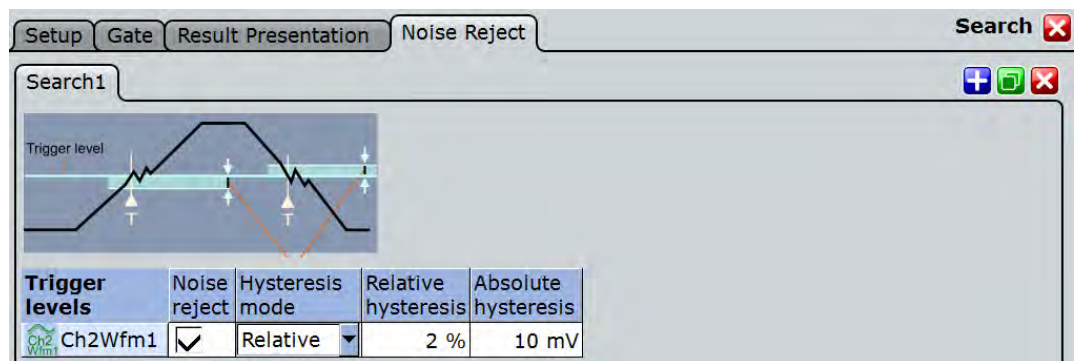 Setup Gate Result Presentation Noise Reject Search
Search1
Trigger level
T T
Trigger levels Noise reject Hysteresis mode Relative hysteresis Absolute hysteresis
Ch2 Wfm1 Ch2Wfm1 Relative 2 % 10 mV